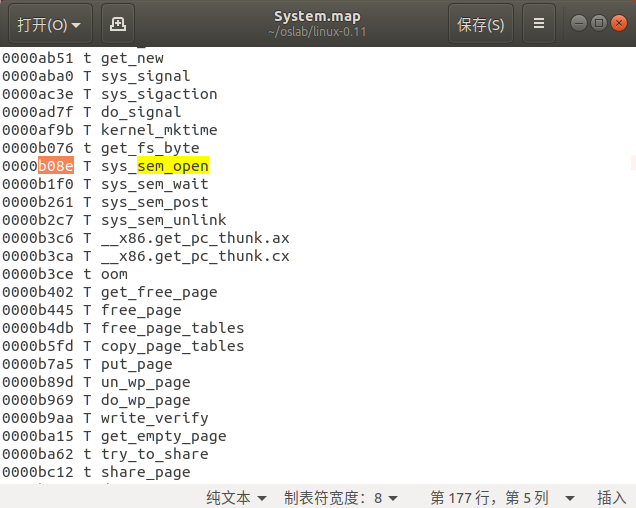 打开(O)
System.map
~/oslab/linux-0.11
保存(S)
0000ab51 t get_new
0000aba0 T sys_signal
0000ac3e T sys_sigaction
0000ad7f T do_signal
0000af9b T kernel_mktime
0000b076 t get_fs_byte
0000b08e T sys_sem_open
0000b1f0 T sys_sem_wait
0000b261 T sys_sem_post
0000b2c7 T sys_sem_unlink
0000b3c6 T __x86.get_pc_thunk.ax
0000b3ca T __x86.get_pc_thunk.cx
0000b3ce t oom
0000b402 T get_free_page
0000b445 T free_page
0000b4db T free_page_tables
0000b5fd T copy_page_tables
0000b7a5 T put_page
0000b89d T un_wp_page
0000b969 T do_wp_page
0000b9aa T write_verify
0000ba15 T get_empty_page
0000ba62 t try_to_share
0000bc12 t share_page
纯文本 制表符宽度：8 第 177 行，第 5 列 插入